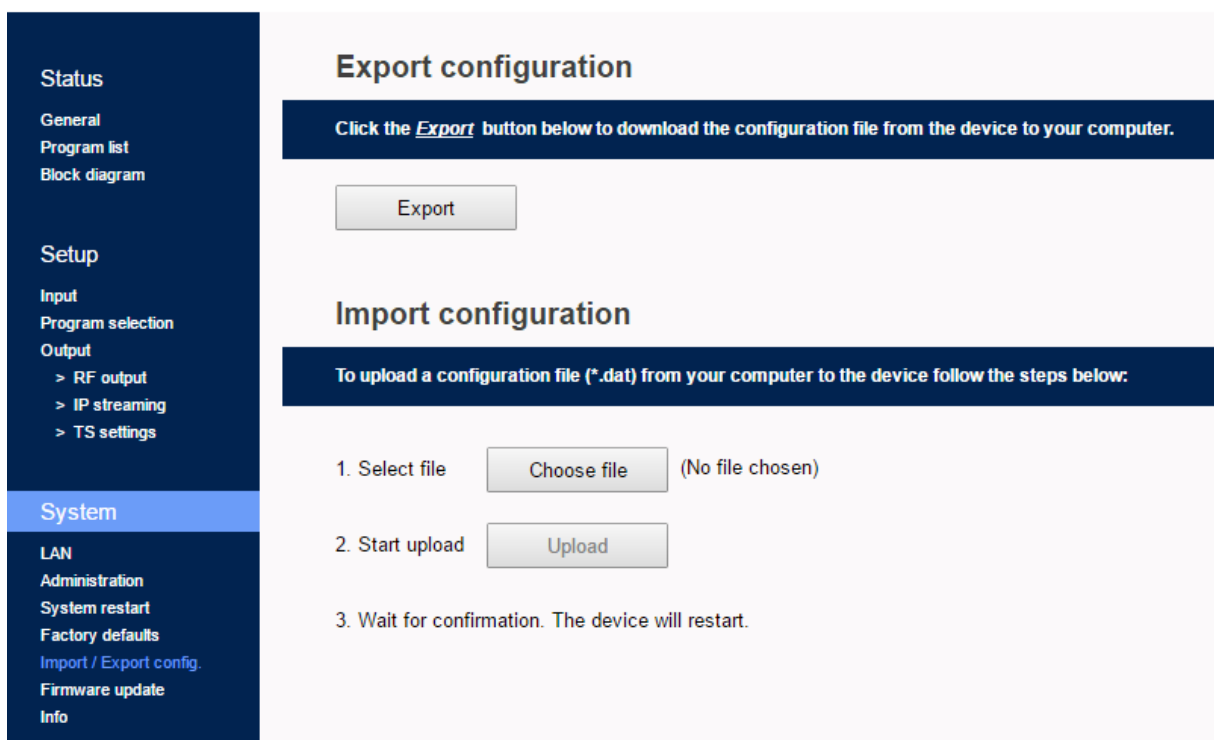 Status
General
Program list
Block diagram
Setup
Input
Program selection
Output
> RF output
> IP streaming
> TS settings
System
LAN
Administration
System restart
Factory defaults
Import / Export config.
Firmware update
Info
Export configuration
Click the Export button below to download the configuration file from the device to your computer.
Export
Import configuration
To upload a configuration file (*.dat) from your computer to the device follow the steps below:
1. Select file Choose file (No file chosen)
2. Start upload Upload
3. Wait for confirmation. The device will restart.